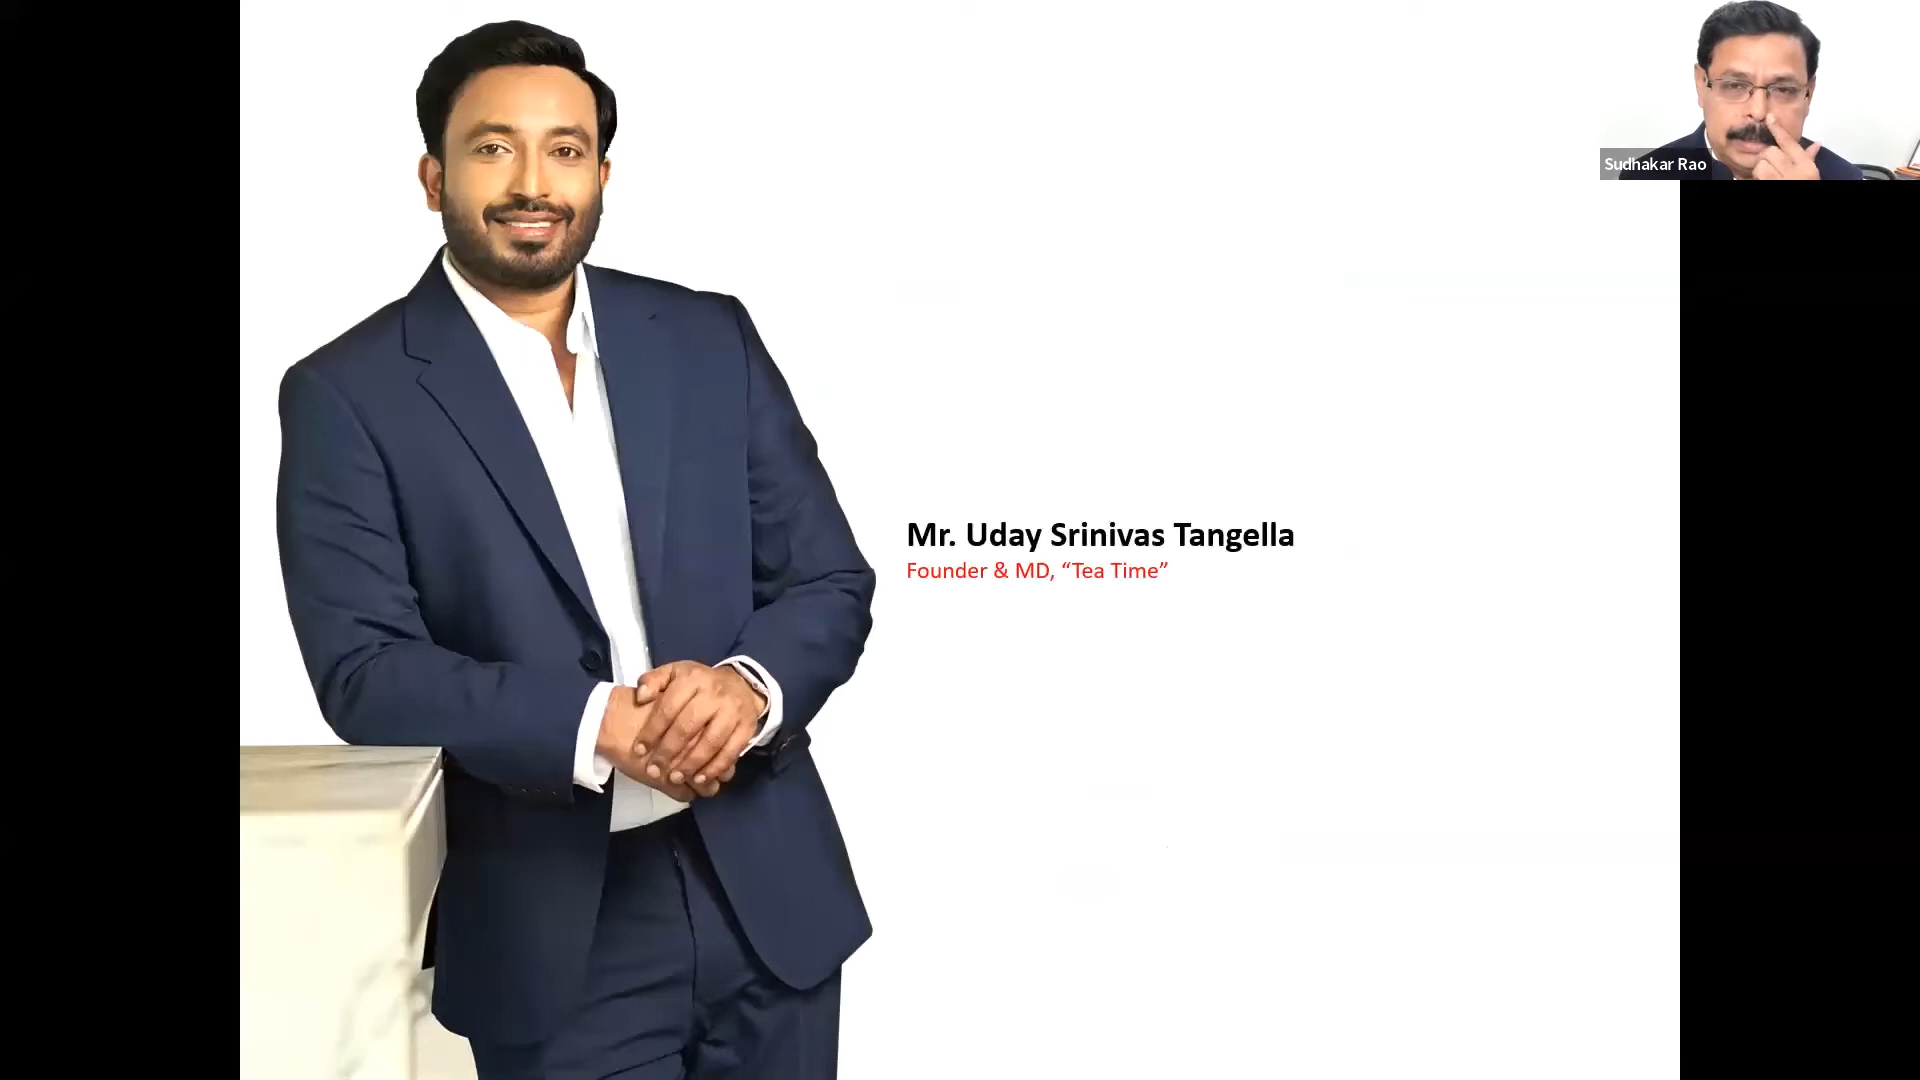 Sudhakar Rao
Mr. Uday Srinivas Tangella
Founder & MD, “Tea Time”